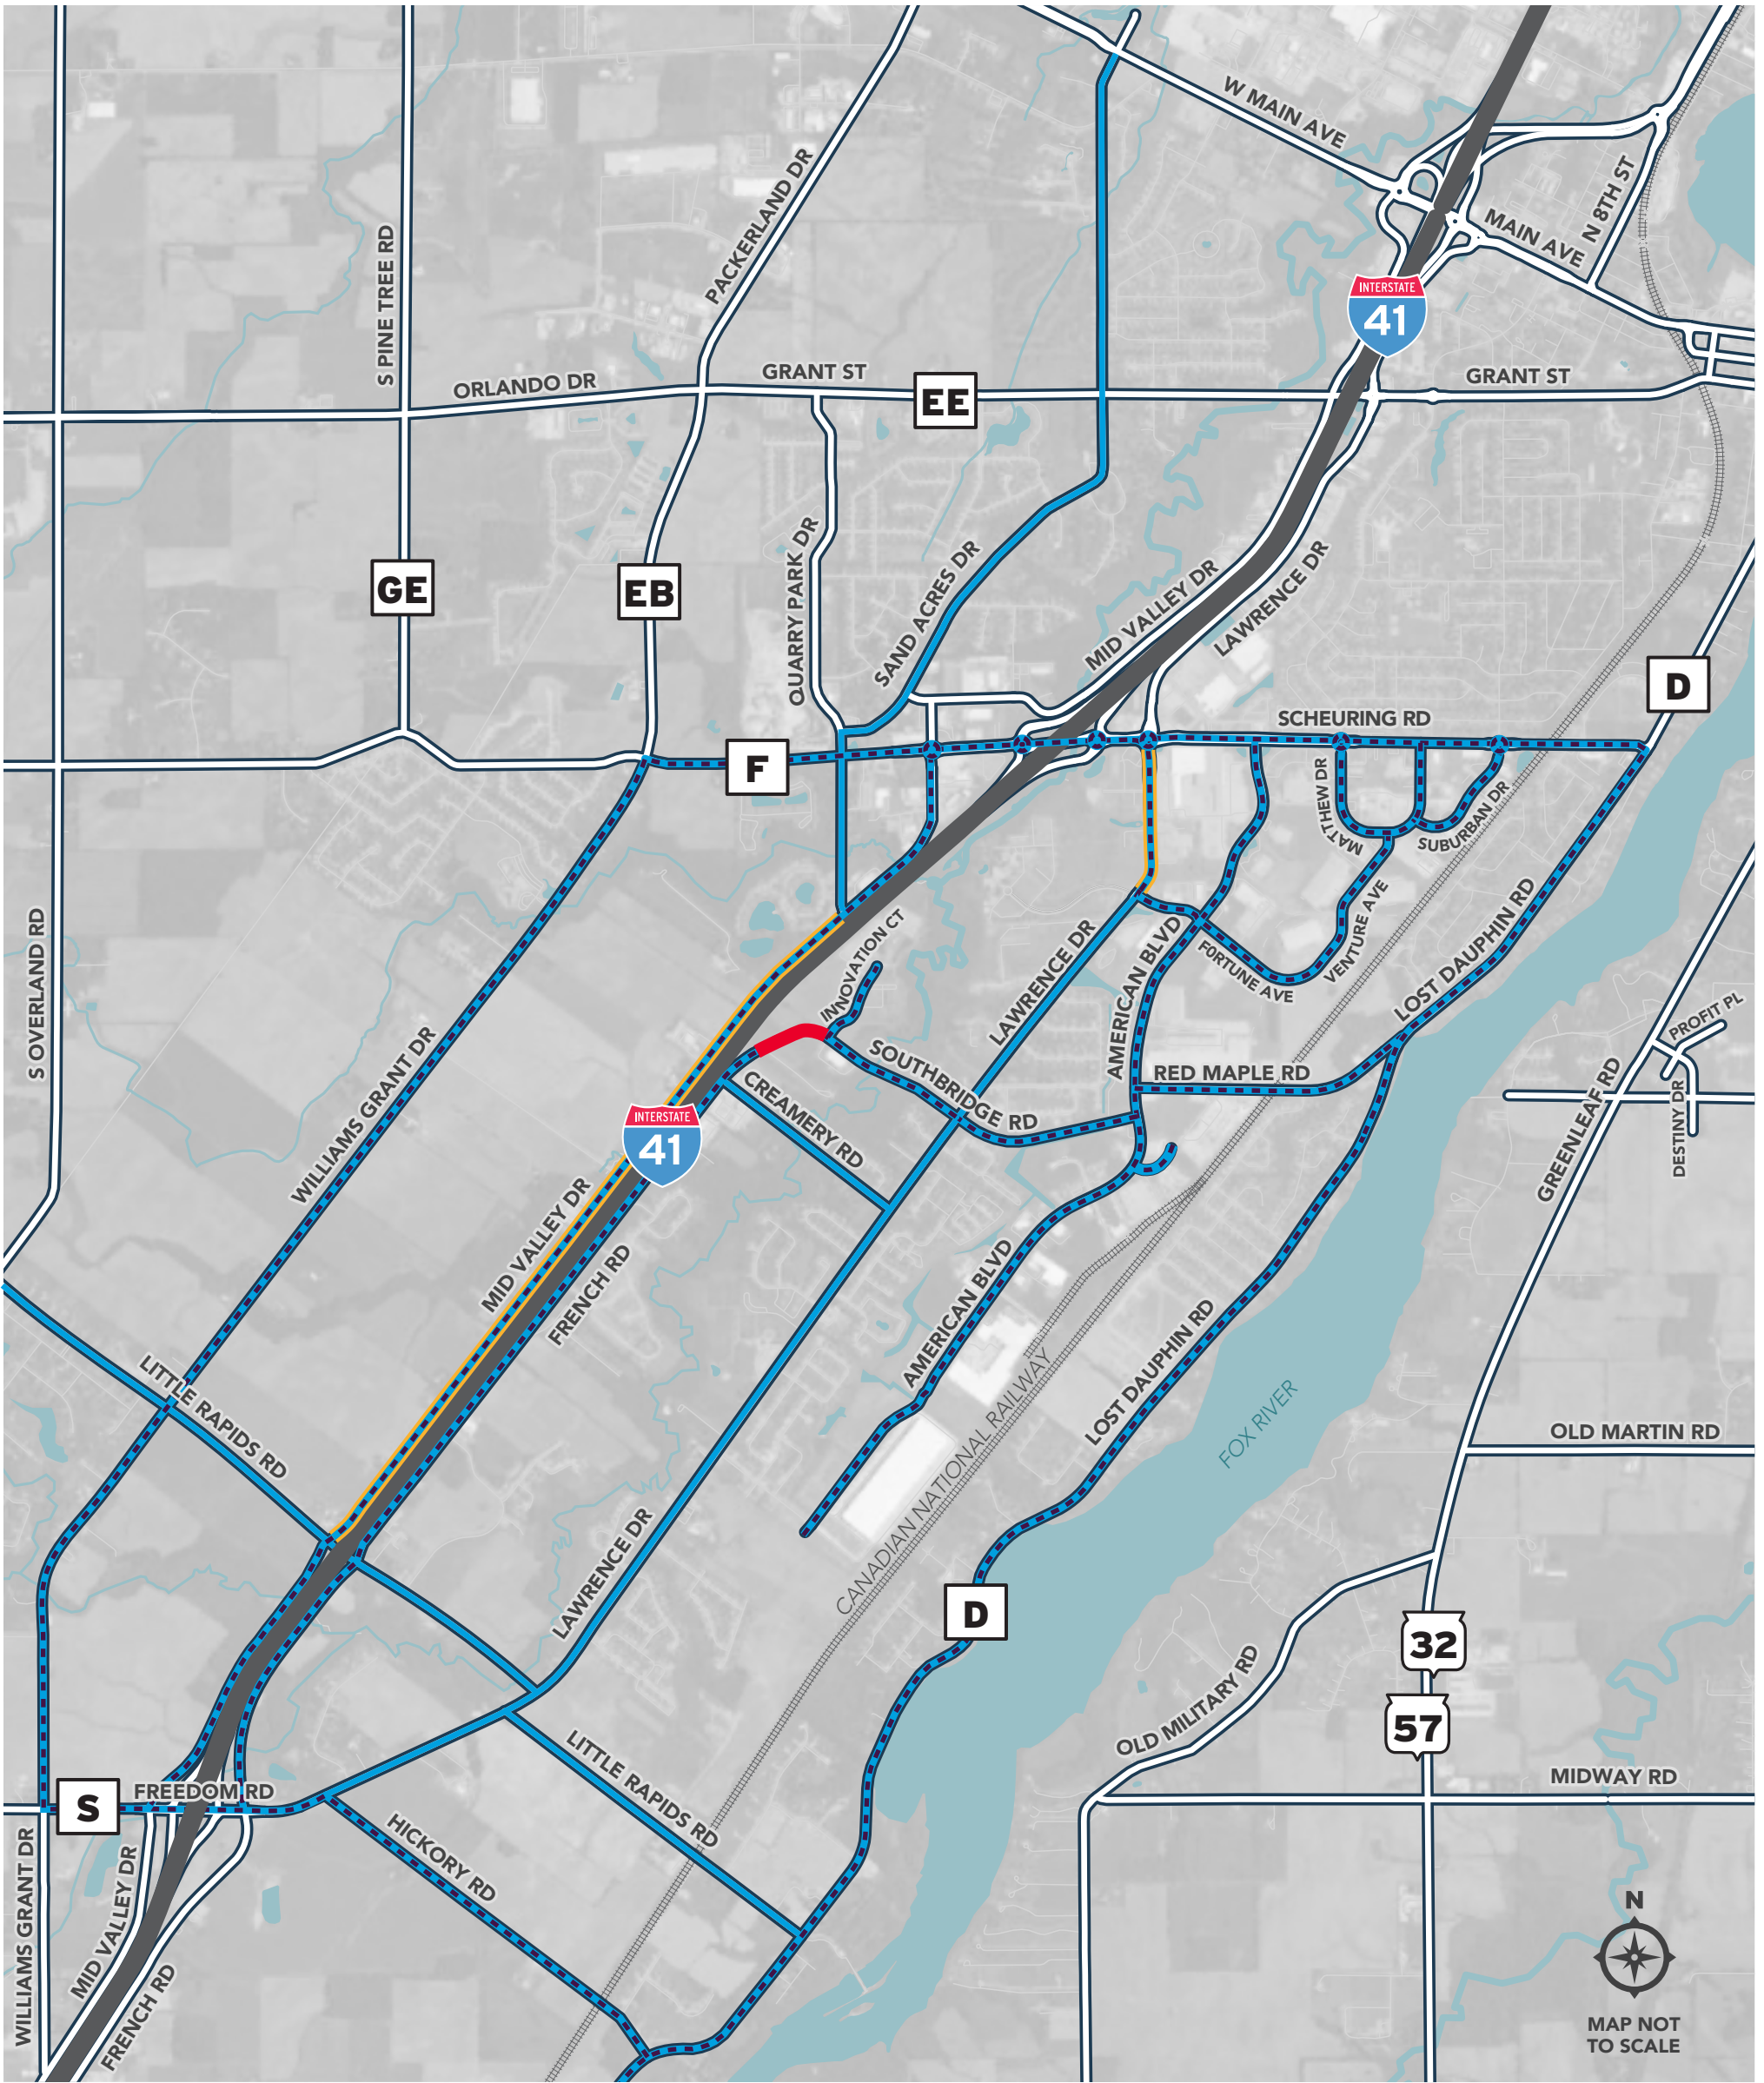 W MAIN AVE
PACKERLAND DR
N 8TH ST
MAIN AVE
S PINE TREE RD
INTERSTATE
41
GRANT ST
GRANT ST
ORLANDO DR
EE
QUARRY PARK DR
SAND ACRES DR
MID VALLEY DR
LAWRENCE DR
GE
EB
D
SCHEURING RD
F
MATTHEW DR
SUBURBAN DR
S OVERLAND RD
INNOVATION CT
LAWRENCE DR
AMERICAN BLVD
FORTUNE AVE
VENTURE AVE
LOST DAUPHIN RD
PROFIT PL
WILLIAMS GRANT DR
SOUTHBRIDGE RD
CREAMERY RD
RED MAPLE RD
GREENLEAF RD
DESTINY DR
INTERSTATE
41
MID VALLEY DR
FRENCH RD
AMERICAN BLVD
LOST DAUPHIN RD
FOX RIVER
LITTLE RAPIDS RD
CANADIAN NATIONAL RAILWAY
OLD MARTIN RD
LAWRENCE DR
D
32
OLD MILITARY RD
57
MIDWAY RD
FREEDOM RD
S
LITTLE RAPIDS RD
HICKORY RD
WILLIAMS GRANT DR
MID VALLEY DR
FRENCH RD
N
MAP NOT
TO SCALE